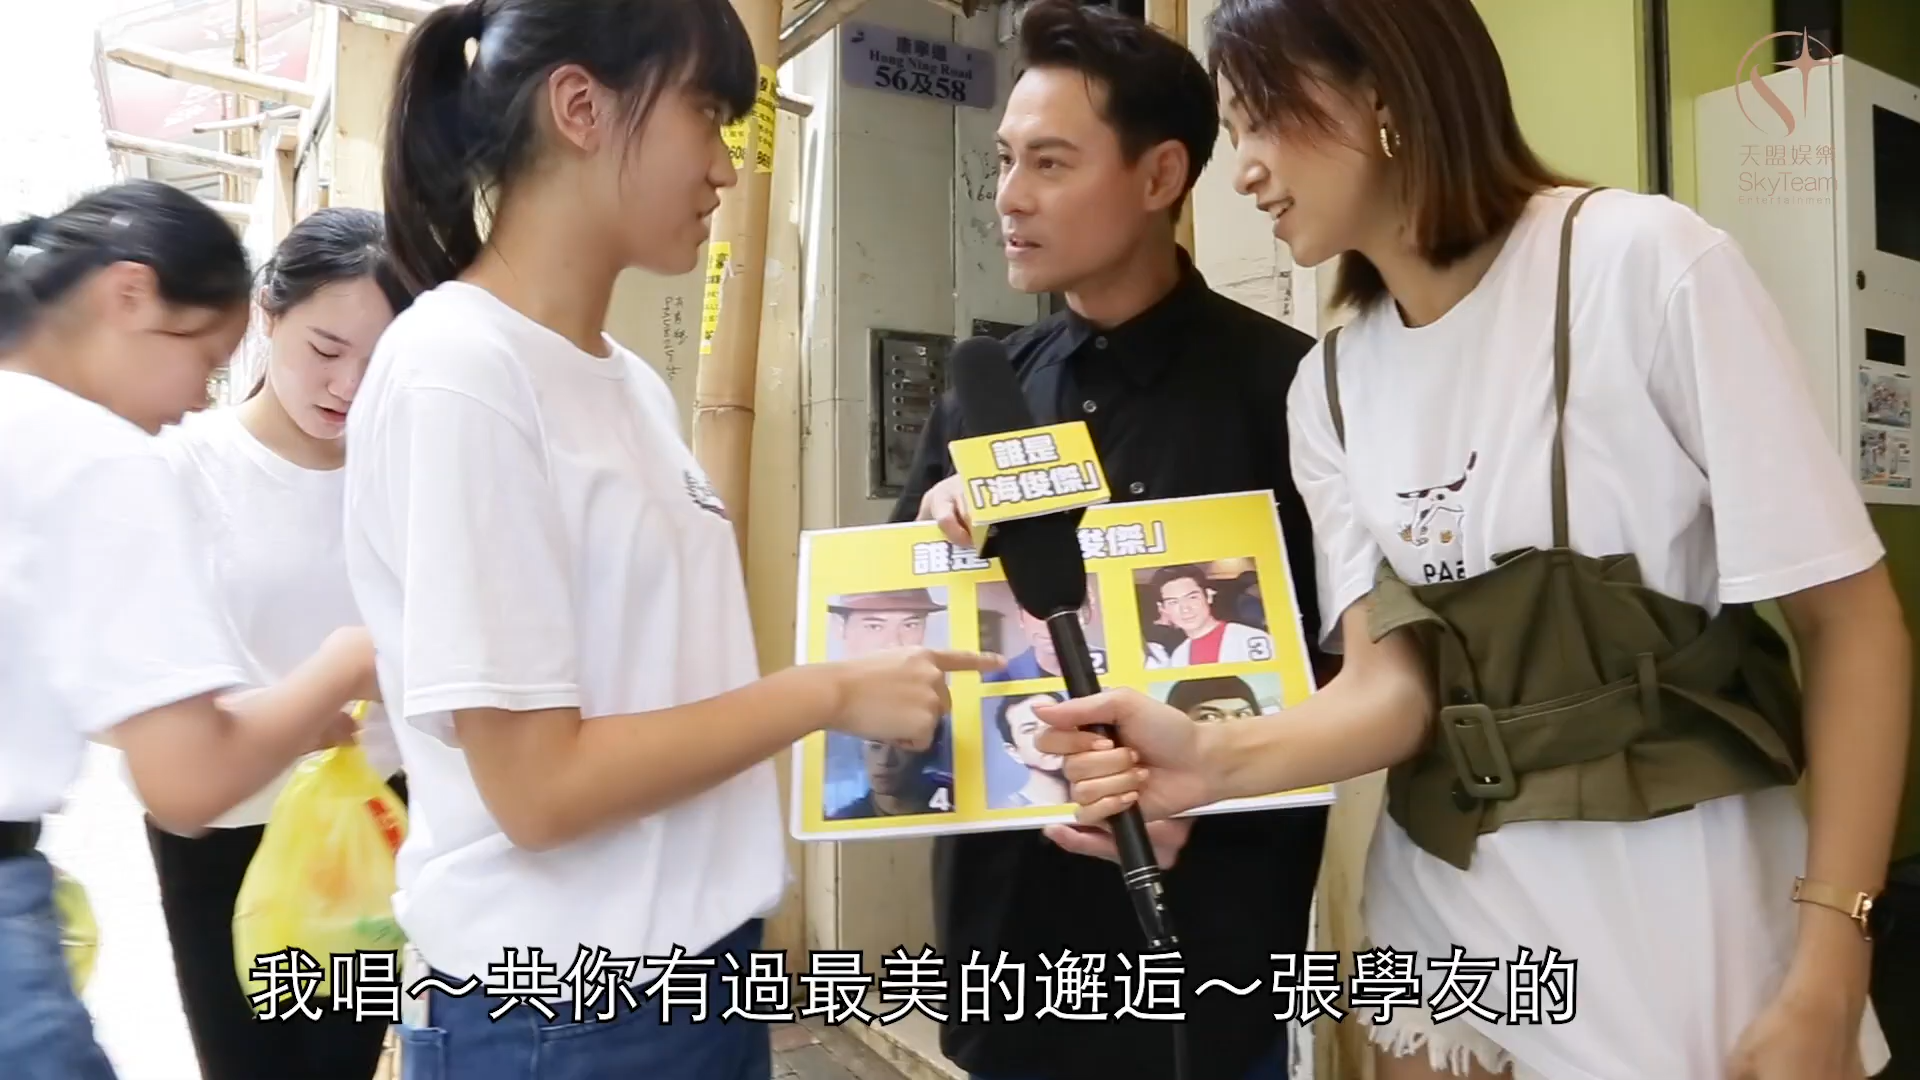 康寧道
Hong Ning Road
56及58
天盟娛樂
SkyTeam
Entertainment
誰是
「海俊傑」
誰是
俊傑」
2
3
4
PA
我唱～共你有過最美的邂逅～張學友的